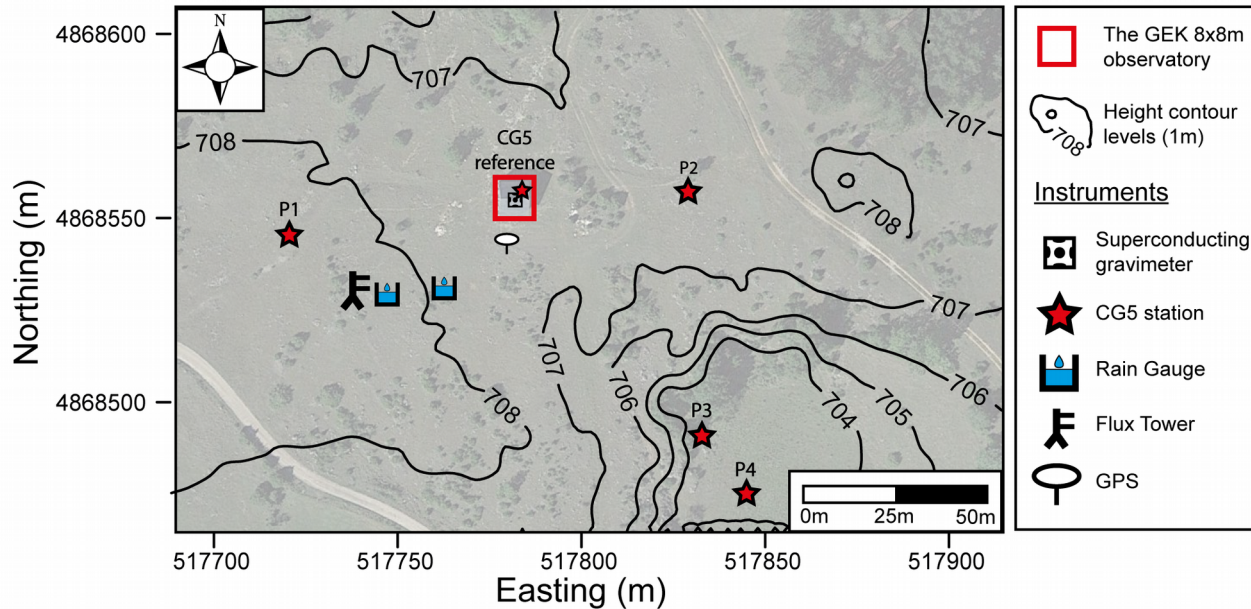 4868600
4868550
4868500
Northing (m)
517700
517750
517800
517850
517900
Easting (m)
N
707
707
708
CG5
reference
P2
P1
708
707
707
706
708
706
705
704
P3
P4
0m
25m
50m
The GEK 8x8m
observatory
708
Height contour
levels (1m)
Instruments
Superconducting
gravimeter
CG5 station
Rain Gauge
Flux Tower
GPS